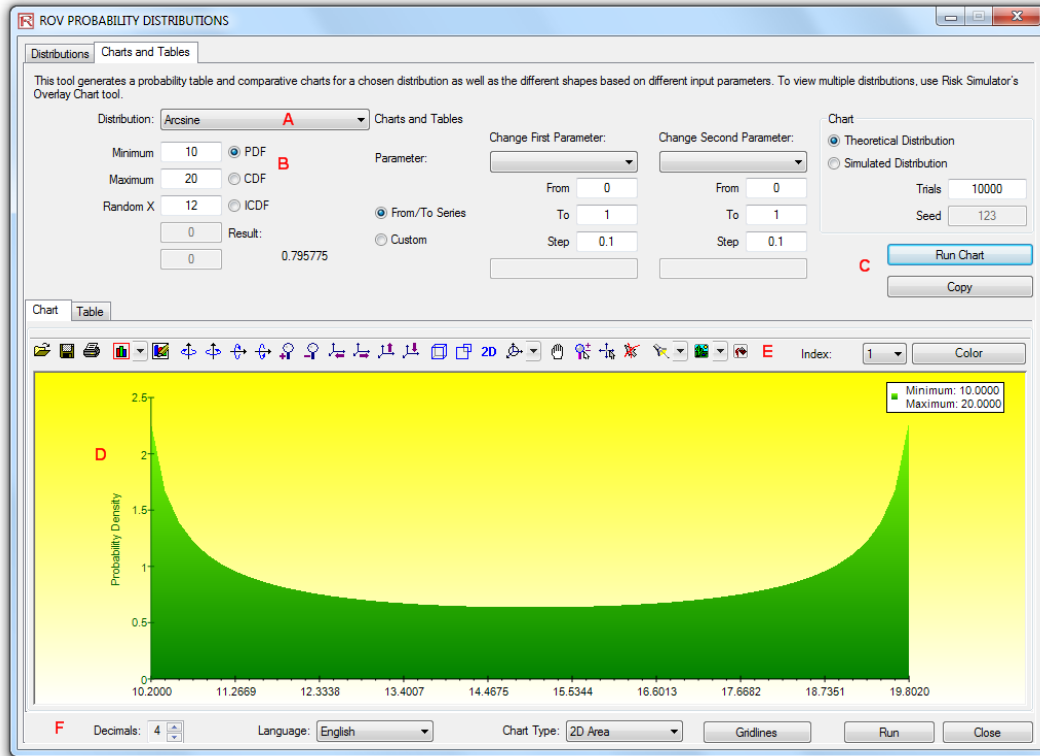 ROV PROBABILITY DISTRIBUTIONS
Distributions
Charts and Tables
This tool generates a probability table and comparative charts for a chosen distribution as well as the different shapes based on different input parameters. To view multiple distributions, use Risk Simulator's
Overlay Chart tool.
Distribution: Arcsine A
Minimum 10 PDF B
Maximum 20 CDF
Random X 12 ICDF
0 Result:
0 0.795775
Charts and Tables
Parameter:
From/To Series
Custom
Change First Parameter:
From 0
To 1
Step 0.1
Change Second Parameter:
From 0
To 1
Step 0.1
Chart
Theoretical Distribution
Simulated Distribution
Trials 10000
Seed 123
C Run Chart
Copy
Chart
Table
2D E Index: 1 Color
Minimum: 10.0000
Maximum: 20.0000
D
Probability Density
2.5
2
1.5
1
0.5
0
10.2000 11.2669 12.3338 13.4007 14.4675 15.5344 16.6013 17.6682 18.7351 19.8020
F Decimals: 4 Language: English Chart Type: 2D Area Gridlines Run Close